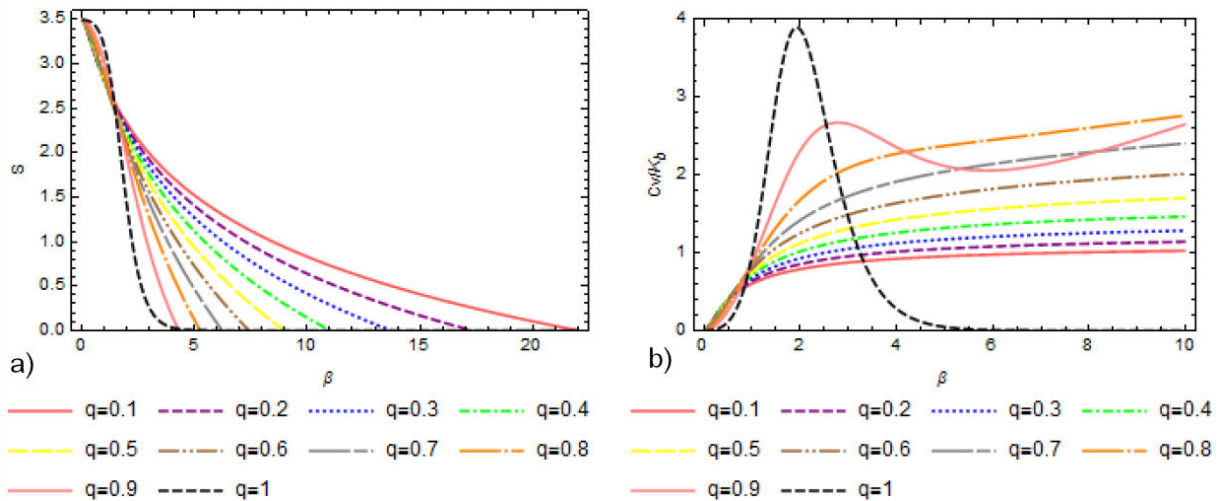 3.5
3.0
2.5
2.0
1.5
1.0
0.5
0.0
S
0 5 10 15 20
β
a)
4
3
2
1
0
Cv/K_b
0 2 4 6 8 10
β
b)
q=0.1 q=0.2 q=0.3 q=0.4
q=0.5 q=0.6 q=0.7 q=0.8
q=0.9 q=1
q=0.1 q=0.2 q=0.3 q=0.4
q=0.5 q=0.6 q=0.7 q=0.8
q=0.9 q=1